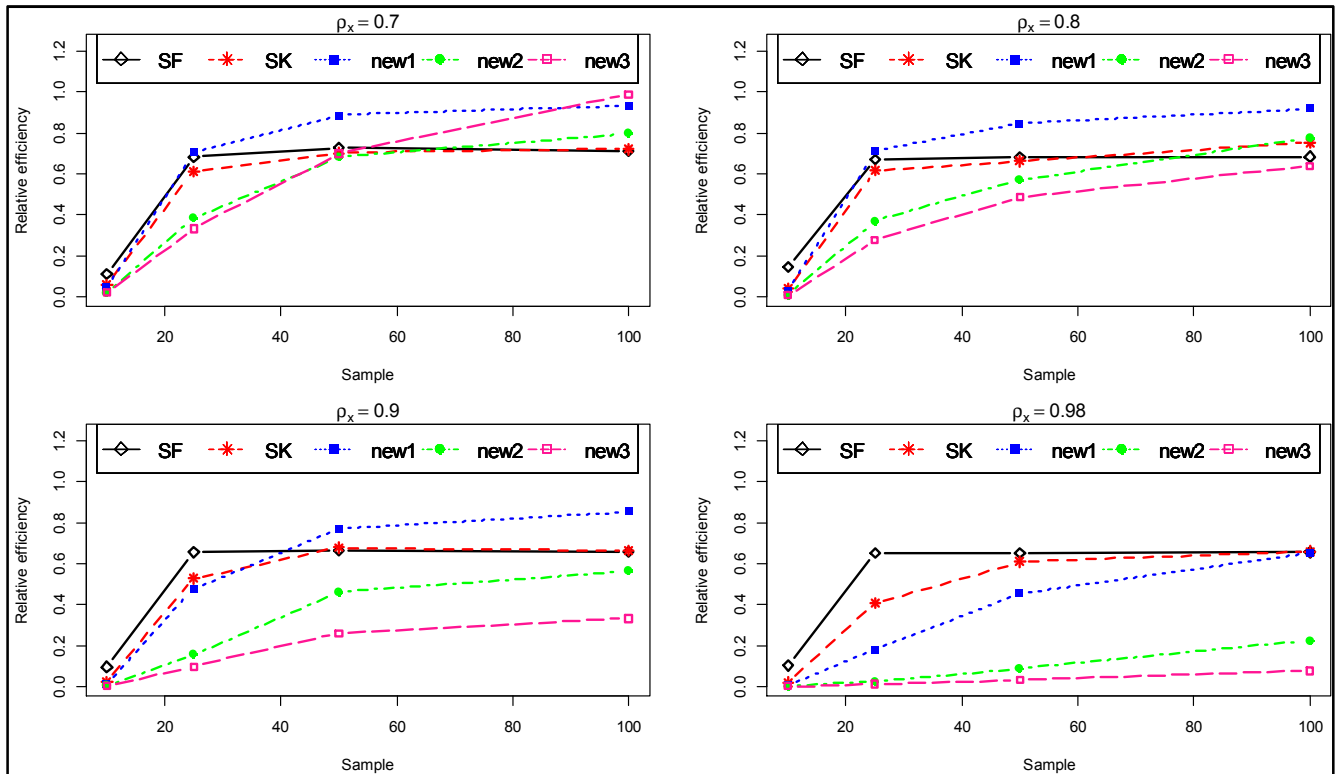 ρx = 0.7
SF SK new1 new2 new3
Relative efficiency
1.2
1.0
0.8
0.6
0.4
0.2
0.0
20 40 60 80 100
Sample
ρx = 0.8
SF SK new1 new2 new3
Relative efficiency
1.2
1.0
0.8
0.6
0.4
0.2
0.0
20 40 60 80 100
Sample
ρx = 0.9
SF SK new1 new2 new3
Relative efficiency
1.2
1.0
0.8
0.6
0.4
0.2
0.0
20 40 60 80 100
Sample
ρx = 0.98
SF SK new1 new2 new3
Relative efficiency
1.2
1.0
0.8
0.6
0.4
0.2
0.0
20 40 60 80 100
Sample